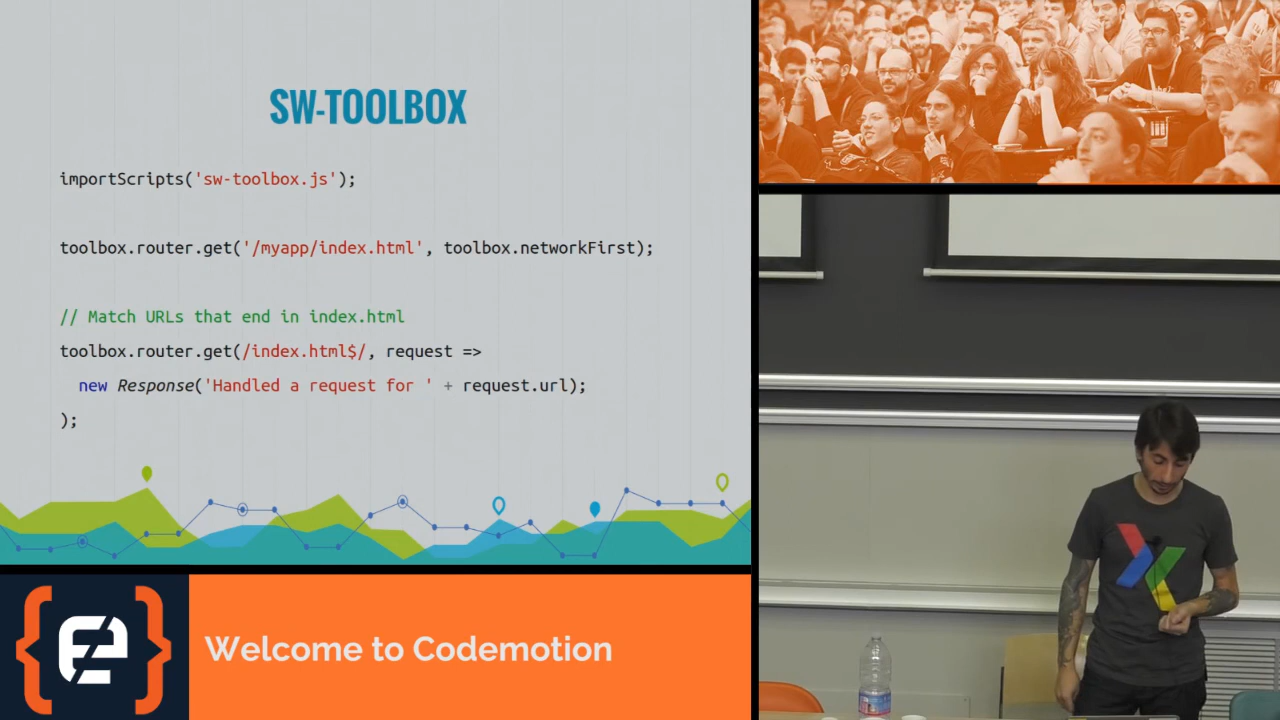 SW-TOOLBOX
importScripts('sw-toolbox.js');
toolbox.router.get('/myapp/index.html', toolbox.networkFirst);
// Match URLs that end in index.html
toolbox.router.get(/index.html$/, request =>
new Response('Handled a request for ' + request.url);
);
Welcome to Codemotion